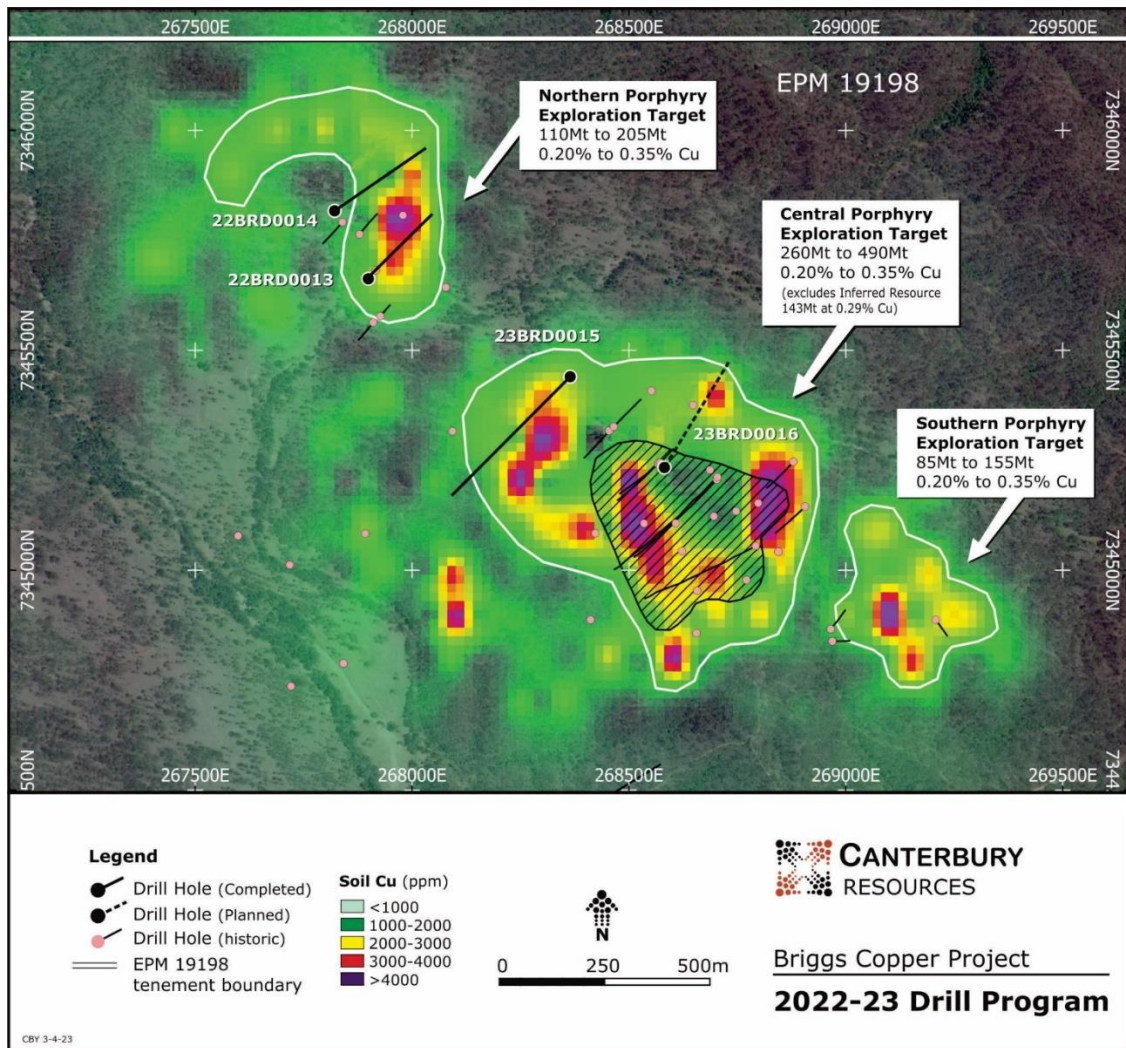 267500E
268000E
268500E
269000E
269500E
EPM 19198
7346000N
7346000N
Northern Porphyry
Exploration Target
110Mt to 205Mt
0.20% to 0.35% Cu
22BRD0014
22BRD0013
Central Porphyry
Exploration Target
260Mt to 490Mt
0.20% to 0.35% Cu
(excludes Inferred Resource
143Mt at 0.29% Cu)
23BRD0015
7345500N
7345500N
23BRD0016
Southern Porphyry
Exploration Target
85Mt to 155Mt
0.20% to 0.35% Cu
7345000N
7345000N
500N
7344
267500E
268000E
268500E
269000E
269500E
Legend
Drill Hole (Completed)
Drill Hole (Planned)
Drill Hole (historic)
EPM 19198
tenement boundary
Soil Cu (ppm)
<1000
1000-2000
2000-3000
3000-4000
>4000
N
0 250 500m
CANTERBURY
RESOURCES
Briggs Copper Project
2022-23 Drill Program
CBY 3-4-23